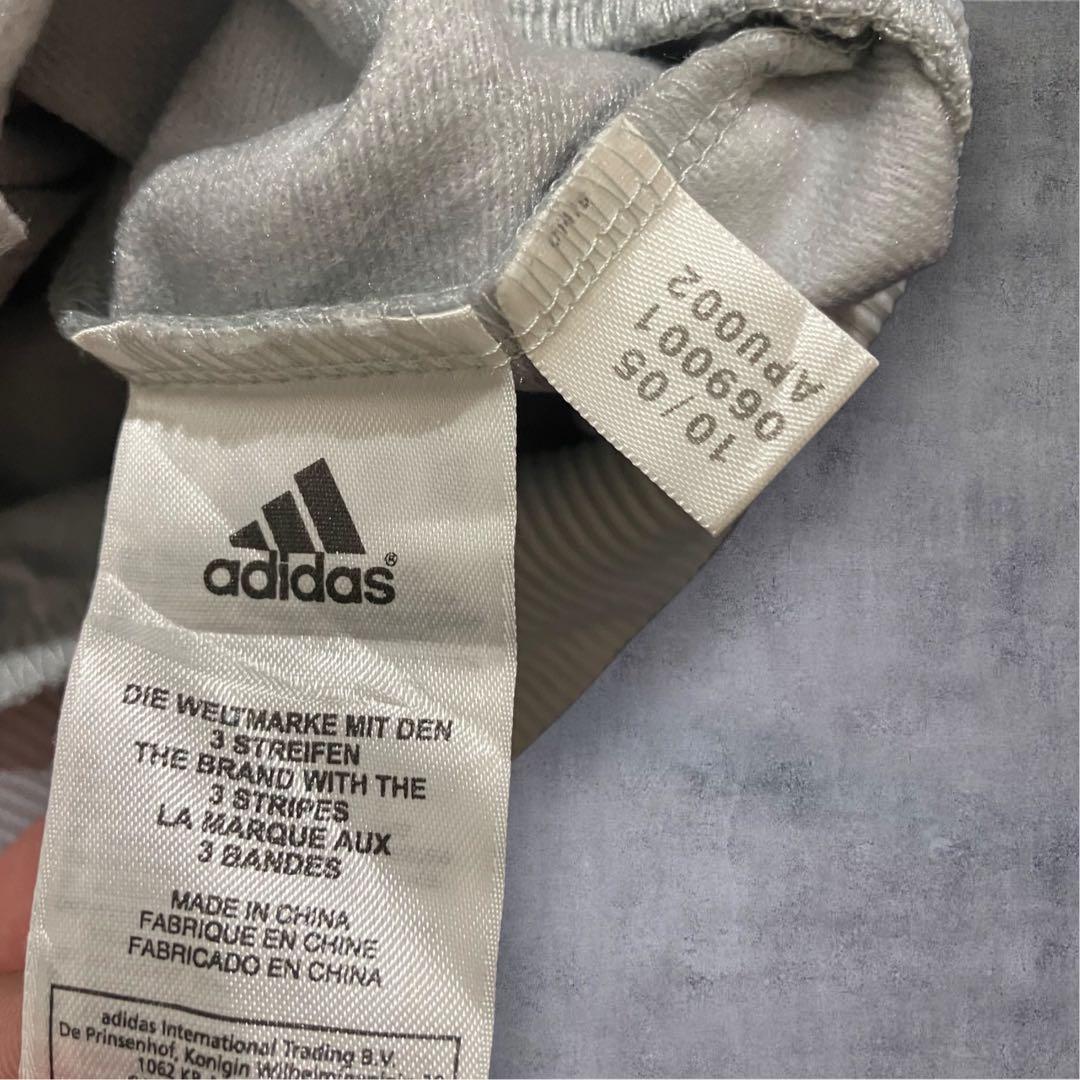 adidas®
DIE WELTMARKE MIT DEN
3 STREIFEN
THE BRAND WITH THE
3 STRIPES
LA MARQUE AUX
3 BANDES
MADE IN CHINA
FABRIQUE EN CHINE
FABRICADO EN CHINA
adidas International Trading B.V.
De Prinsenhof, Konigin
1062
10/05
069001
APU002